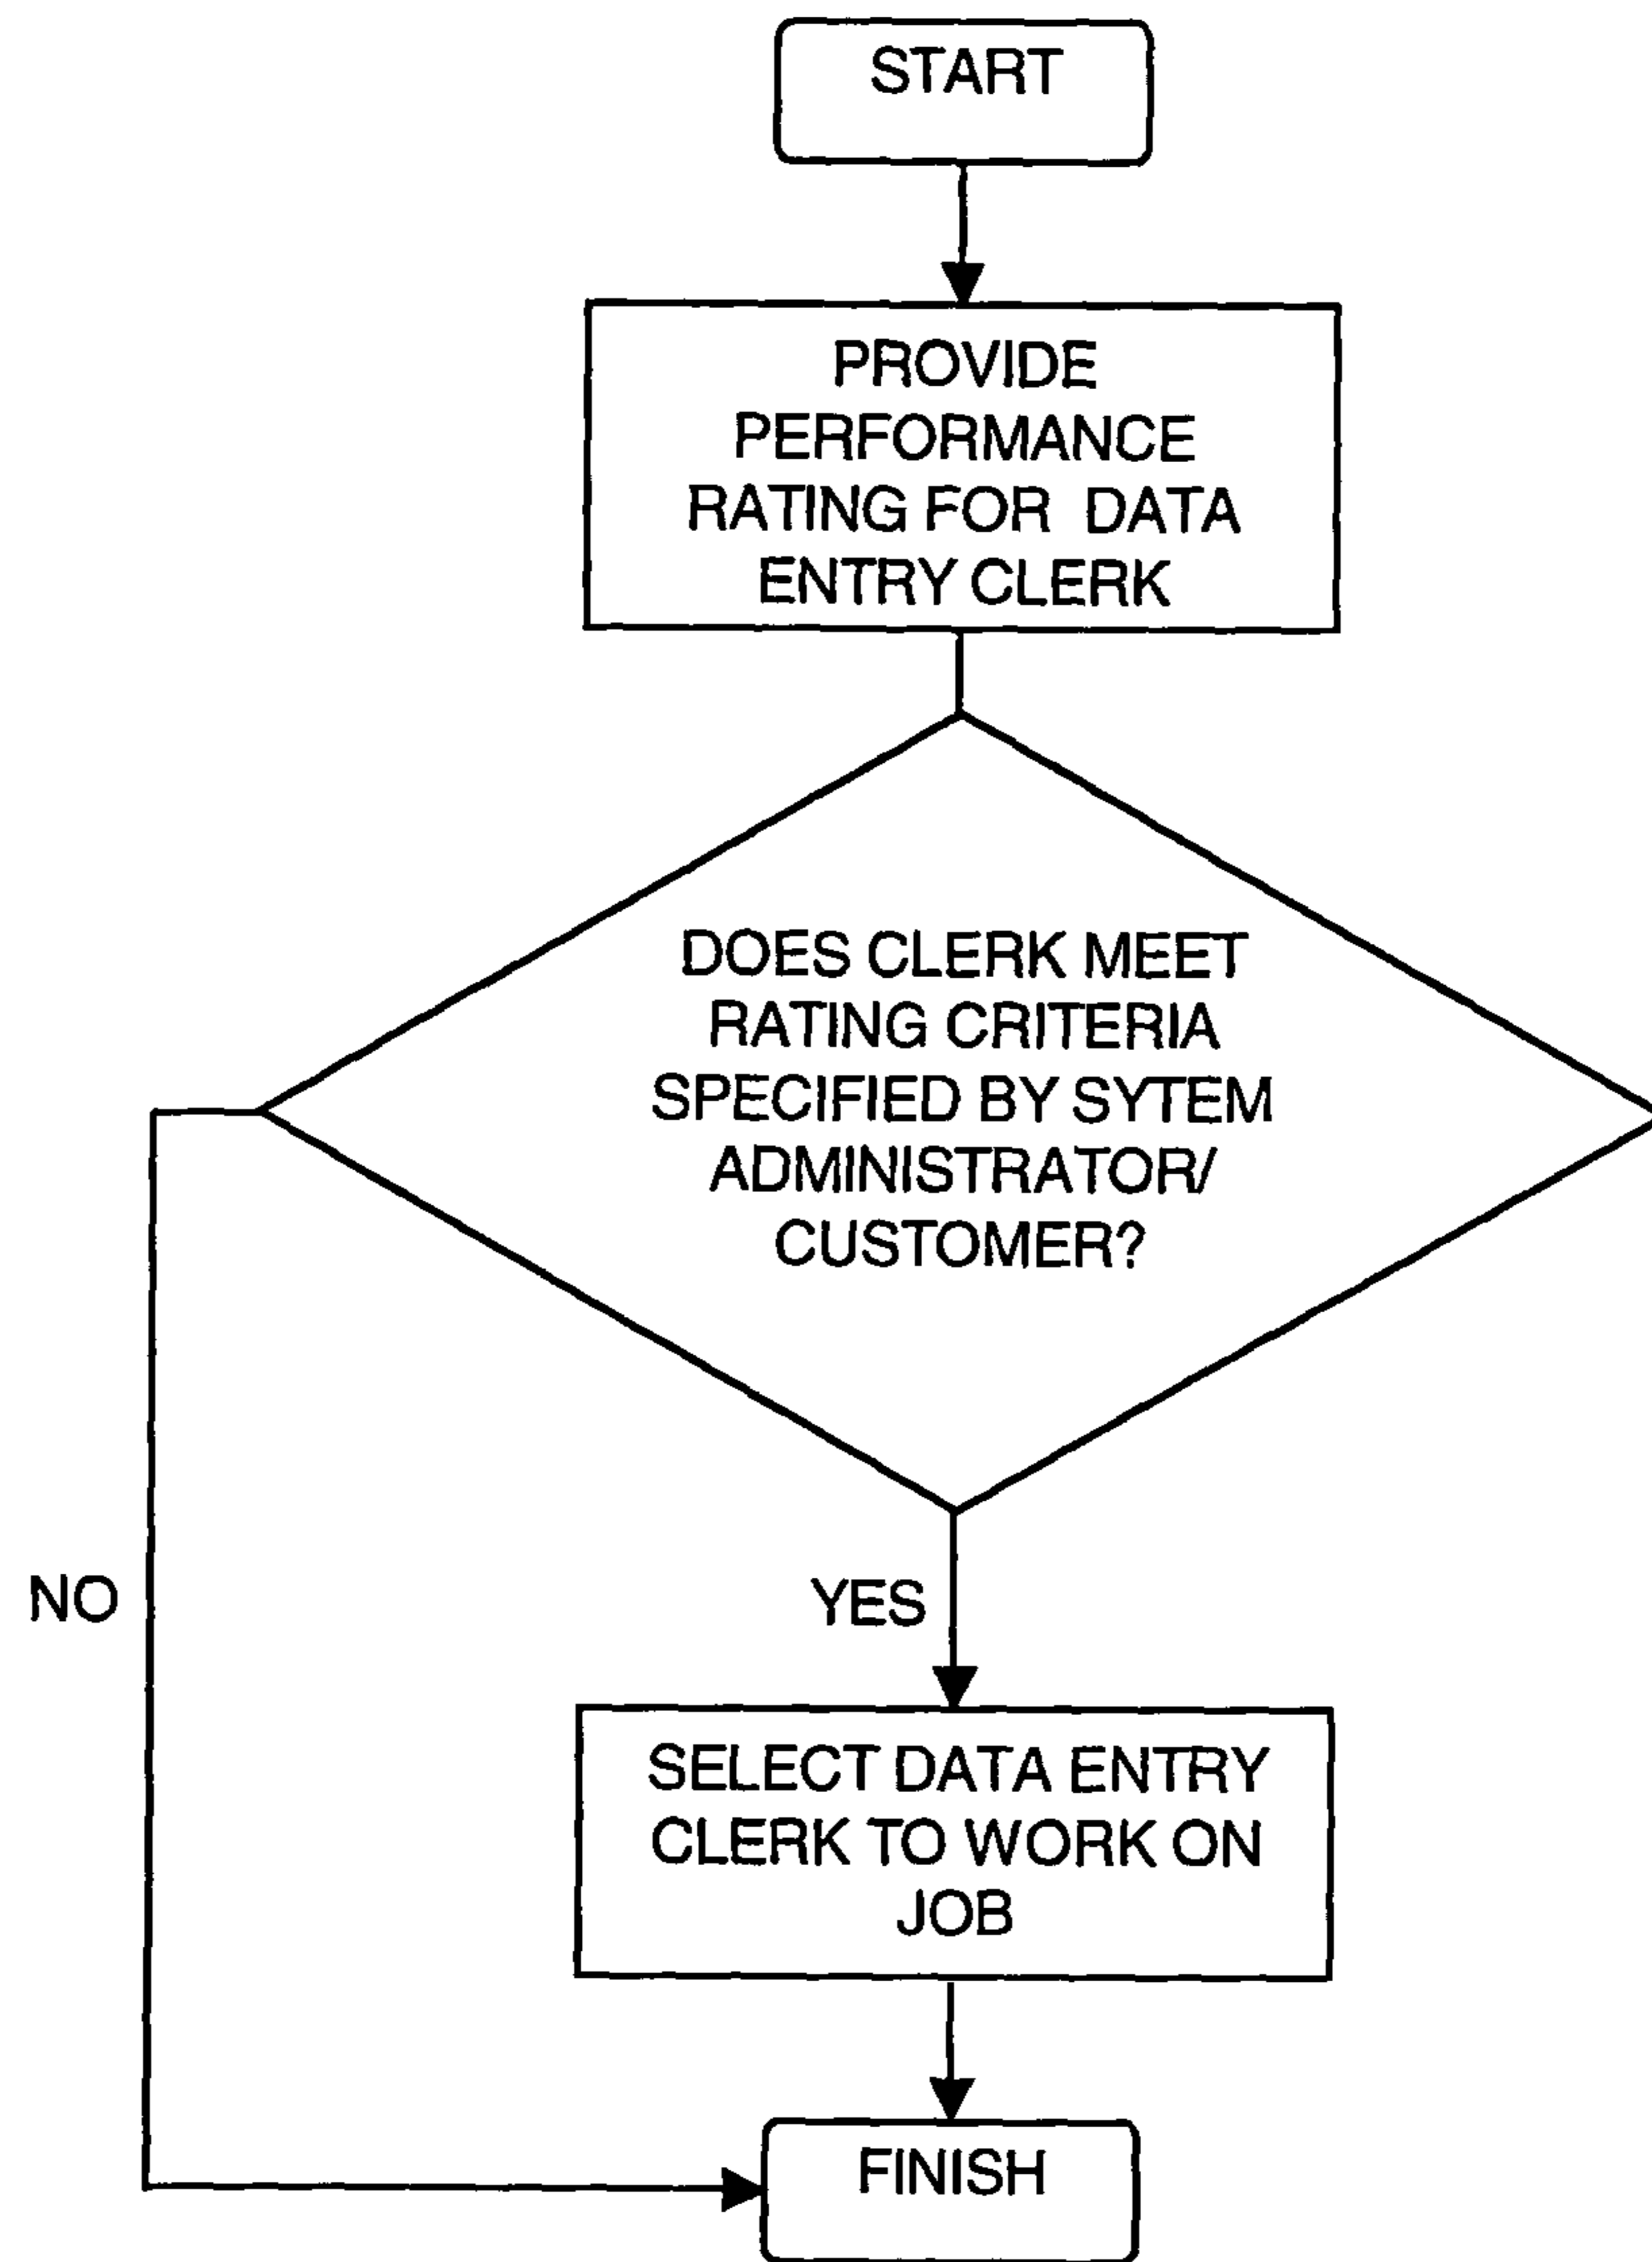 START
PROVIDE
PERFORMANCE
RATING FOR DATA
ENTRY CLERK
DOES CLERK MEET
RATING CRITERIA
SPECIFIED BY SYTEM
ADMINISTRATOR/
CUSTOMER?
NO
YES
SELECT DATA ENTRY
CLERK TO WORK ON
JOB
FINISH